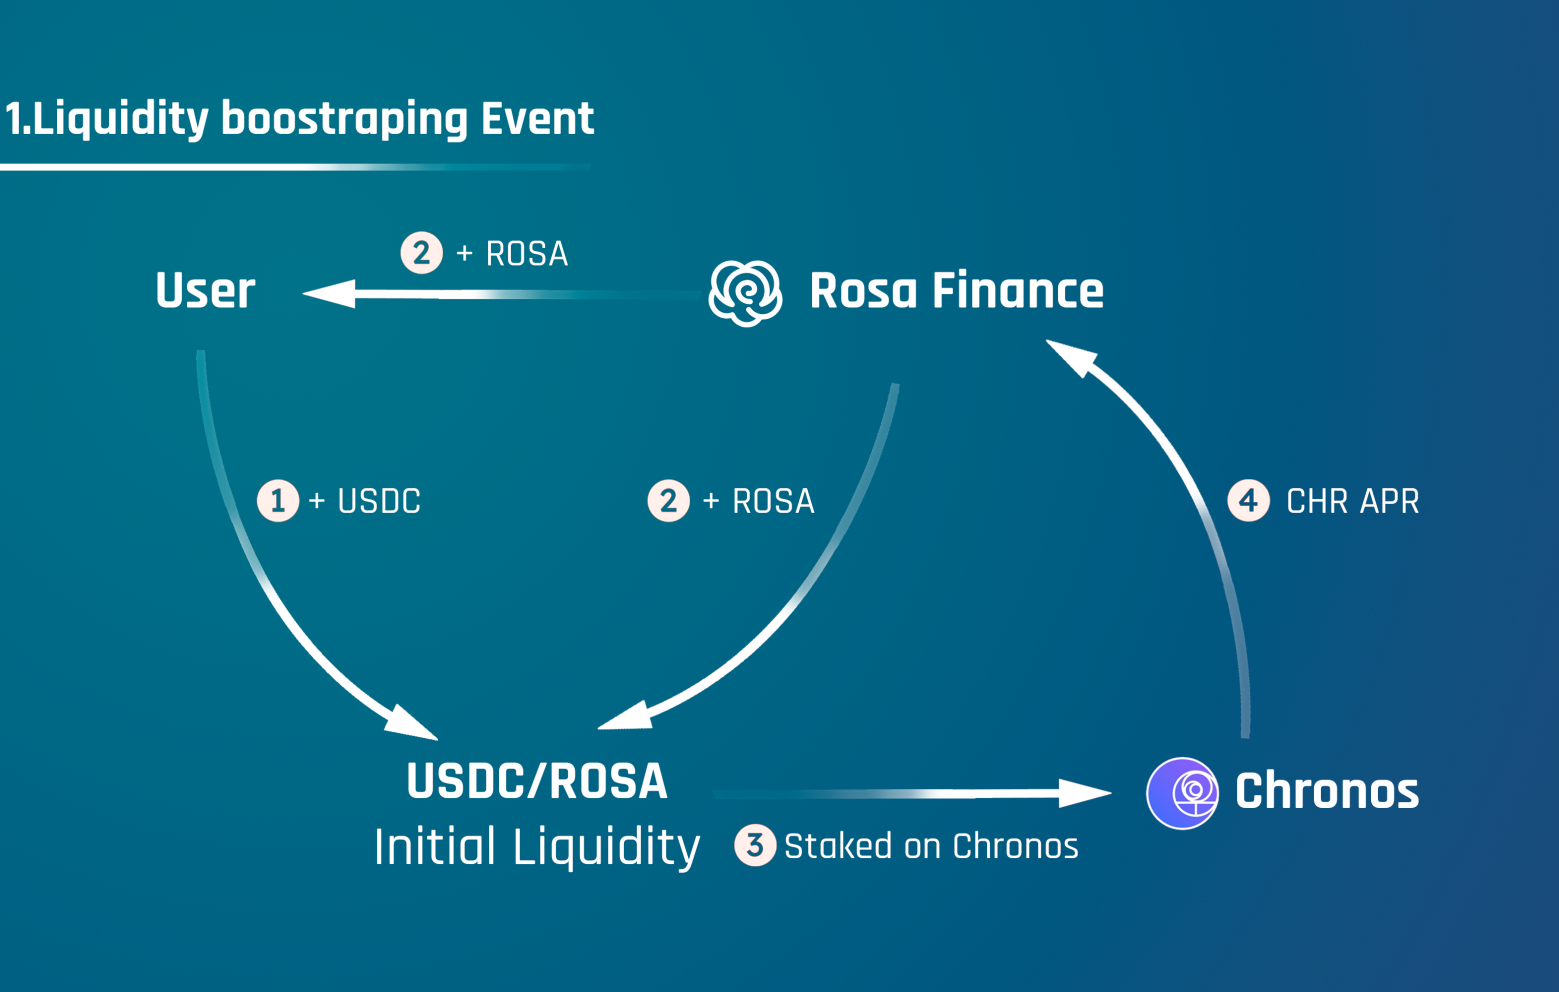 1.Liquidity boostraping Event
2 + ROSA
User
Rosa Finance
1 + USDC
2 + ROSA
4 CHR APR
USDC/ROSA
Initial Liquidity
3 Staked on Chronos
Chronos